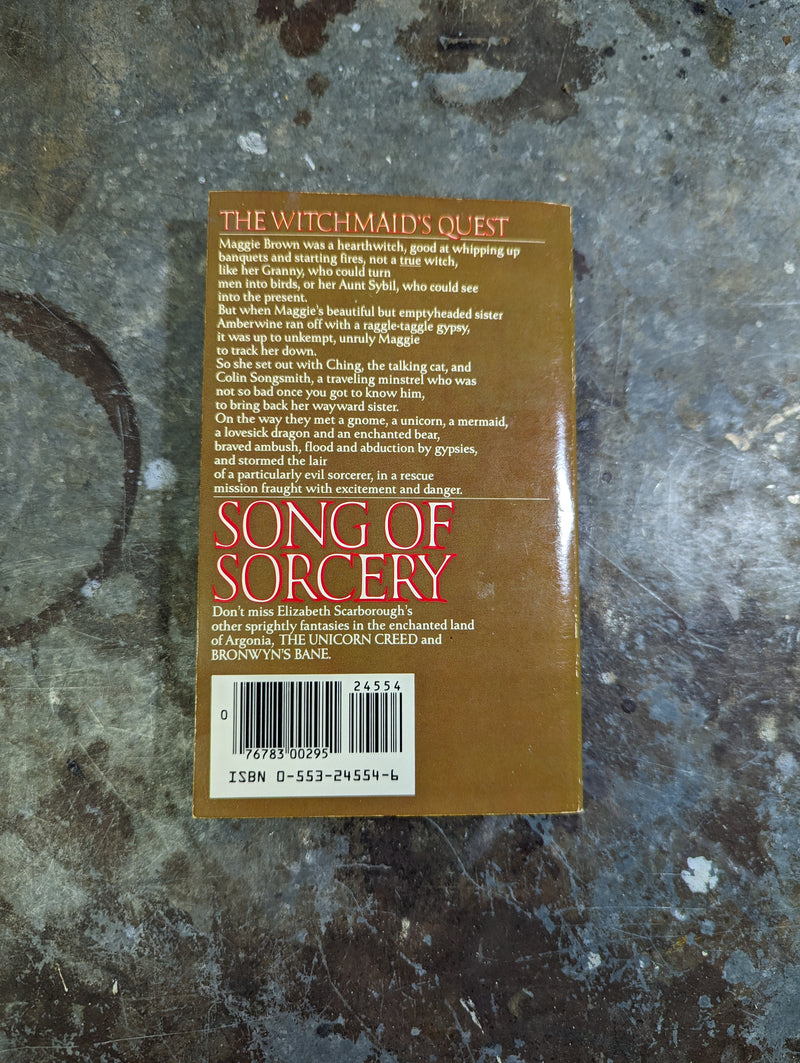 THE WITCHMAID'S QUEST
Maggie Brown was a hearthwitch, good at whipping up
banquets and starting fires, not a true witch,
like her Granny, who could turn
men into birds, or her Aunt Sybil, who could see
into the present.
But when Maggie's beautiful but emptyheaded sister
Amberwine ran off with a raggle-taggle gypsy,
it was up to unkempt, unruly Maggie
to track her down.
So she set out with Ching, the talking cat, and
Colin Songsmith, a traveling minstrel who was
not so bad once you got to know him,
to bring back her wayward sister.
On the way they met a gnome, a unicorn, a mermaid,
a lovesick dragon and an enchanted bear,
braved ambush, flood and abduction by gypsies,
and stormed the lair
of a particularly evil sorcerer, in a rescue
mission fraught with excitement and danger.
SONG OF
SORCERY
Don't miss Elizabeth Scarborough's
other sprightly fantasies in the enchanted land
of Argonia, THE UNICORN CREED and
BRONWYN'S BANE.
24554
0
76783 00295
ISBN 0-553-24554-6